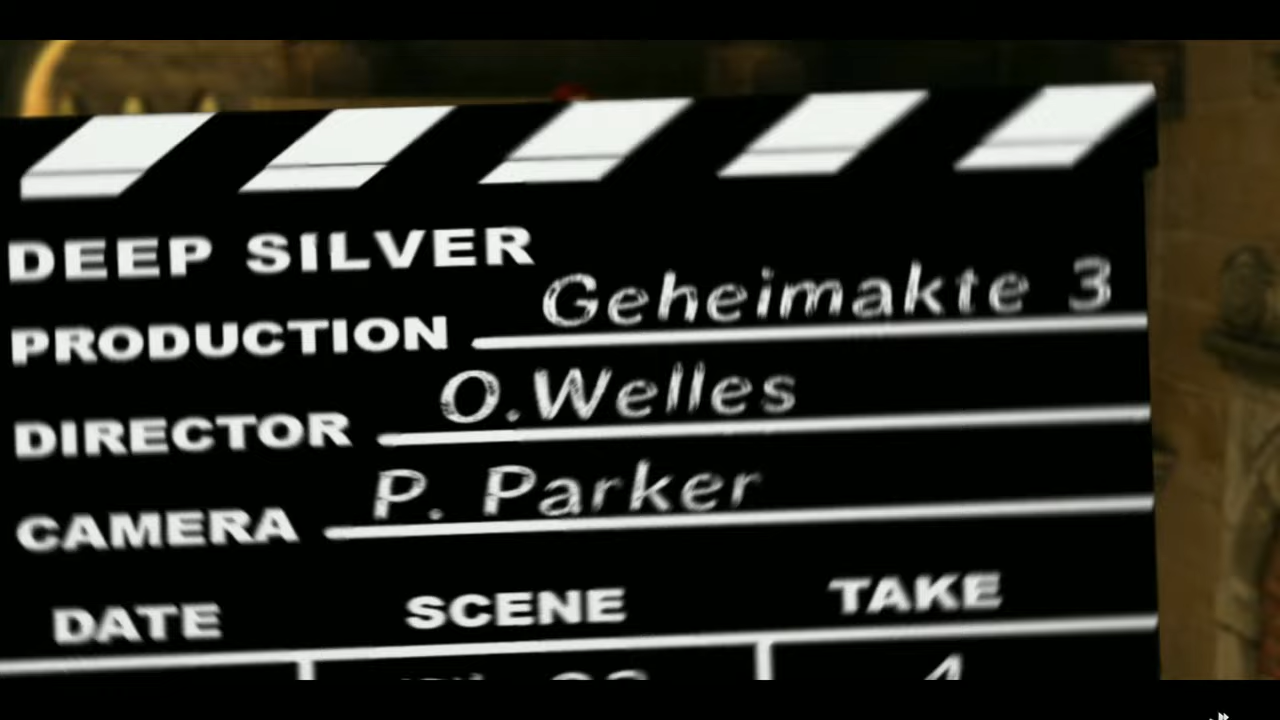 DEEP SILVER
PRODUCTION Geheimakte 3
DIRECTOR O.Welles
CAMERA P. Parker
DATE SCENE TAKE